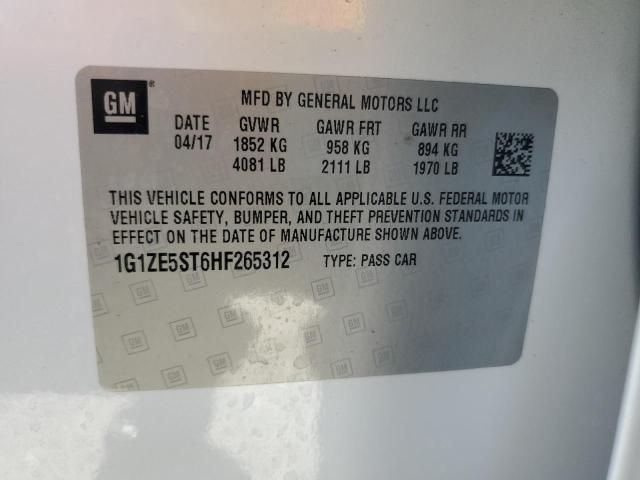 GM ®
MFD BY GENERAL MOTORS LLC
DATE GVWR GAWR FRT GAWR RR
04/17 1852 KG 958 KG 894 KG
4081 LB 2111 LB 1970 LB
THIS VEHICLE CONFORMS TO ALL APPLICABLE U.S. FEDERAL MOTOR
VEHICLE SAFETY, BUMPER, AND THEFT PREVENTION STANDARDS IN
EFFECT ON THE DATE OF MANUFACTURE SHOWN ABOVE.
1G1ZE5ST6HF265312 TYPE: PASS CAR